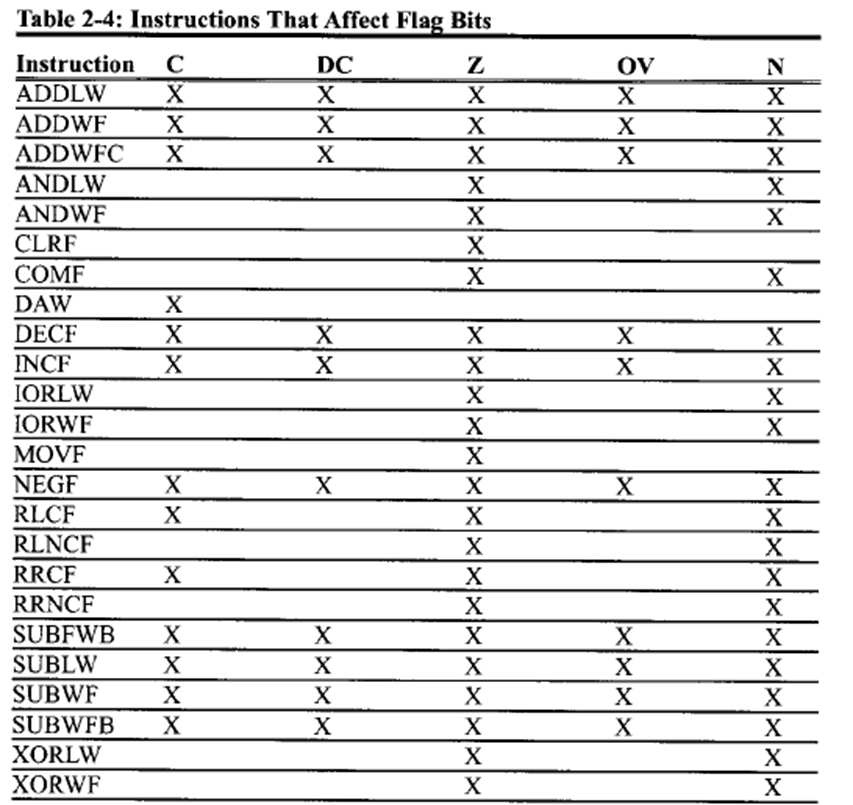 Table 2-4: Instructions That Affect Flag Bits
Instruction C DC Z OV N
ADDLW X X X X X
ADDWF X X X X X
ADDWFC X X X X X
ANDLW X X
ANDWF X X
CLRF X
COMF X X
DAW X
DECF X X X X X
INCF X X X X X
IORLW X X
IORWF X X
MOVF X
NEGF X X X X X
RLCF X X X
RLNCF X X
RRCF X X X
RRNCF X X
SUBFWB X X X X X
SUBLW X X X X X
SUBWF X X X X X
SUBWFB X X X X X
XORLW X X
XORWF X X